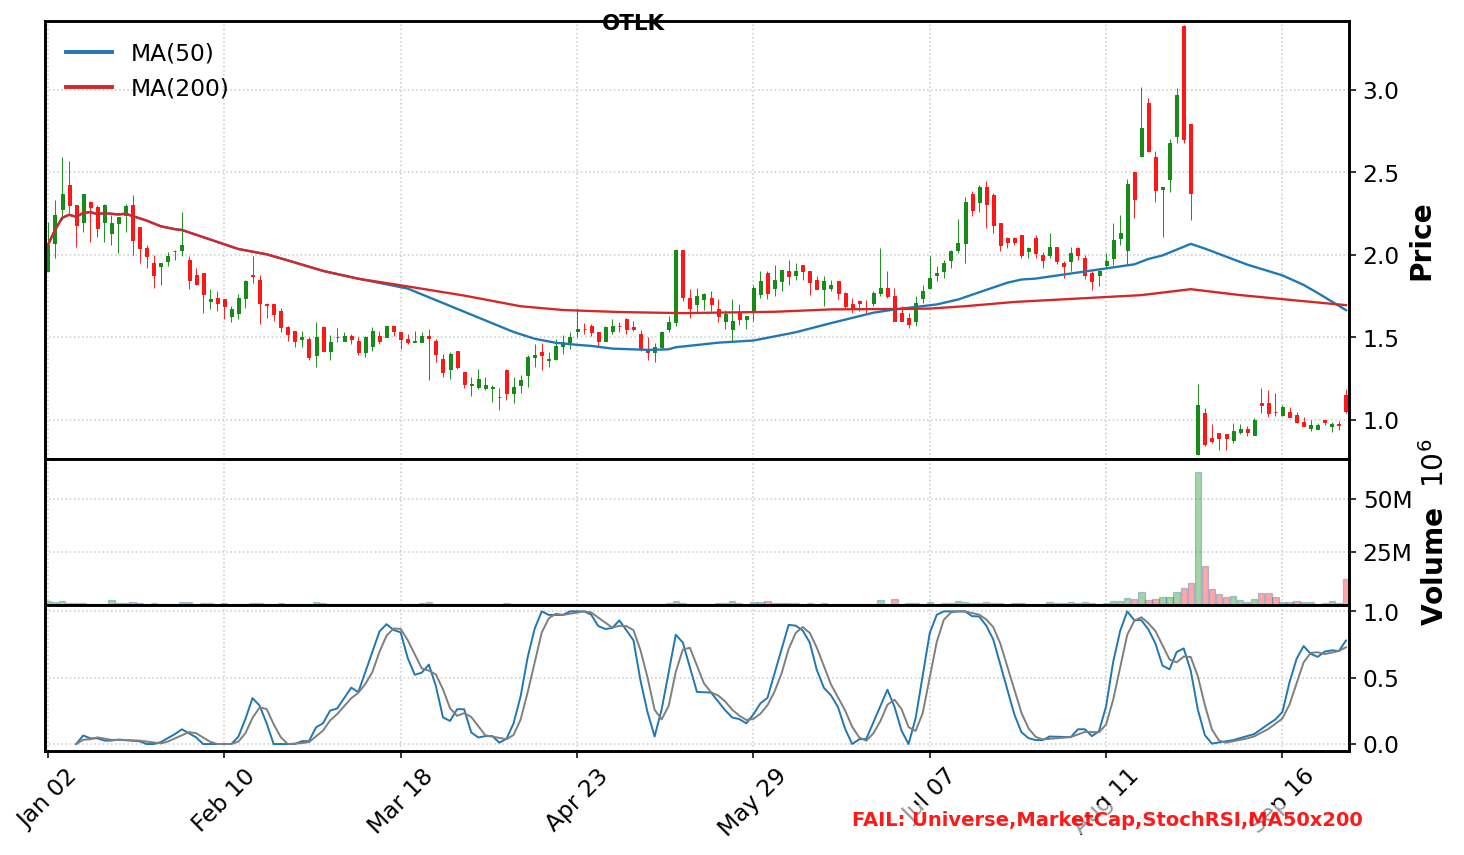 OTLK
MA(50)
MA(200)
3.0
2.5
2.0
1.5
1.0
Price
50M
25M
Volume 10^6
1.0
0.5
0.0
Jan 02
Feb 10
Mar 18
Apr 23
May 29
Jul 07
Aug 11
Sep 16
FAIL: Universe,MarketCap,StochRSI,MA50x200